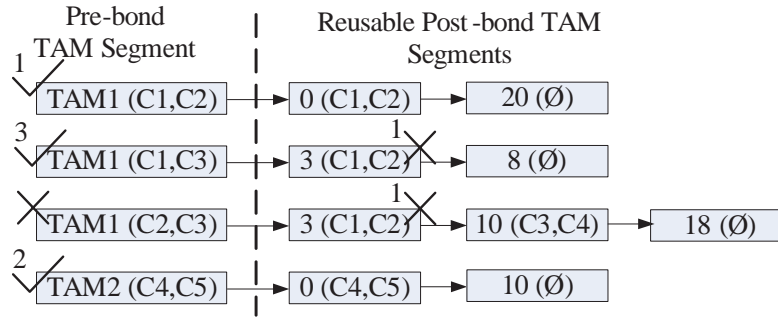 Pre-bond
TAM Segment
Reusable Post -bond TAM
Segments
1
TAM1 (C1,C2) 0 (C1,C2) 20 (Ø)
3 1
TAM1 (C1,C3) 3 (C1,C2) 8 (Ø)
1
TAM1 (C2,C3) 3 (C1,C2) 10 (C3,C4) 18 (Ø)
2
TAM2 (C4,C5) 0 (C4,C5) 10 (Ø)